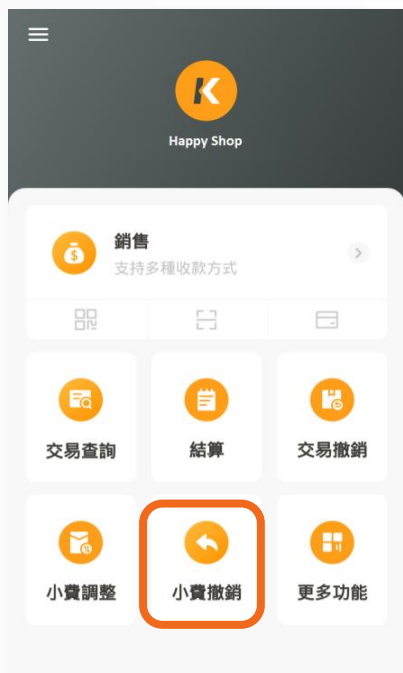 Happy Shop
銷售
支持多種收款方式
交易查詢
結算
交易撤銷
小費調整
小費撤銷
更多功能